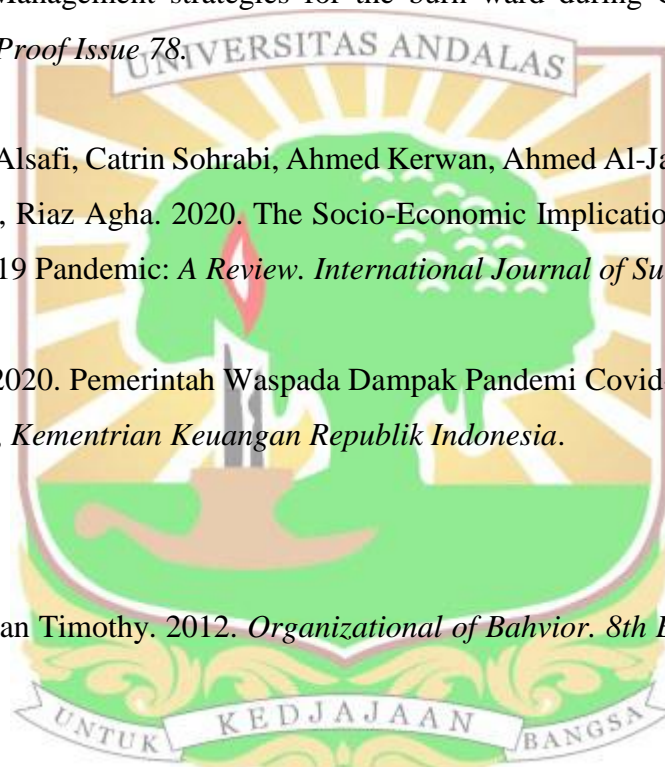 Management strategies for the burn ward during
Proof Issue 78.
UNIVERSITAS ANDALAS
Alsafi, Catrin Sohrabi, Ahmed Kerwan, Ahmed Al-Ja
, Riaz Agha. 2020. The Socio-Economic Implicatio
19 Pandemic: A Review. International Journal of Su
2020. Pemerintah Waspada Dampak Pandemi Covid
, Kementrian Keuangan Republik Indonesia.
an Timothy. 2012. Organizational of Bahvior. 8th
UNTUK KEDJAJAAN BANGSA